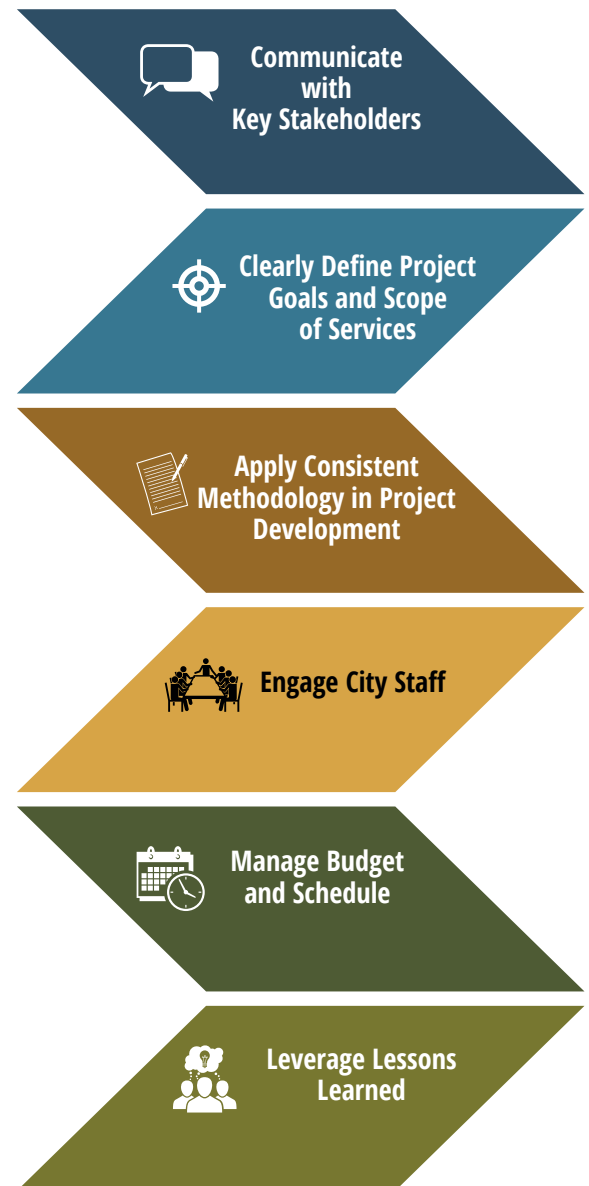 Communicate
with
Key Stakeholders
Clearly Define Project
Goals and Scope
of Services
Apply Consistent
Methodology in Project
Development
Engage City Staff
Manage Budget
and Schedule
Leverage Lessons
Learned